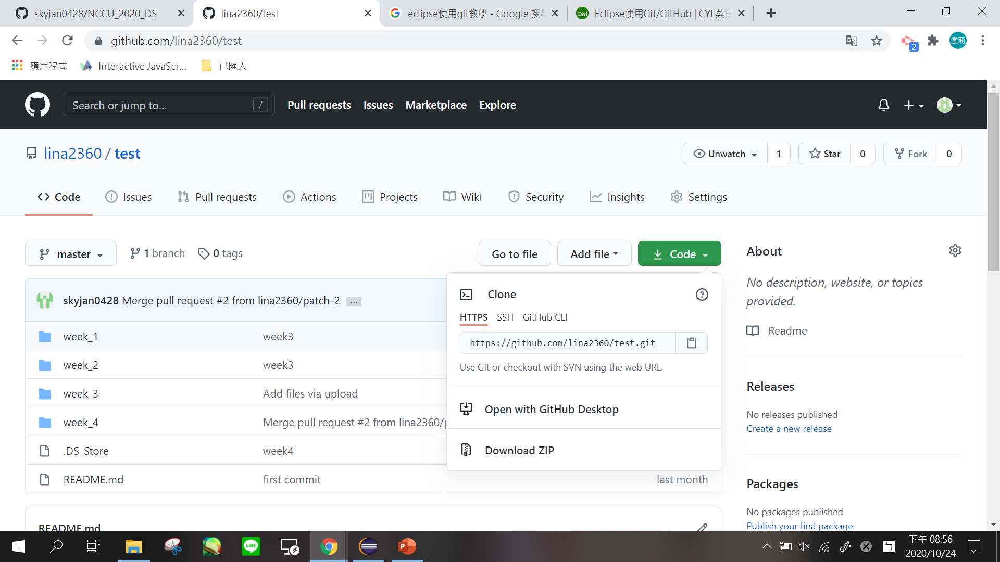 skyjan0428/NCCU_2020_DS
lina2360/test
eclipse使用git教學 - Google 搜
Eclipse使用Git/GitHub | CYL菜
github.com/lina2360/test
2
宜莉
應用程式
Interactive JavaScr...
已匯入
Search or jump to...
/
Pull requests
Issues
Marketplace
Explore
lina2360 / test
Unwatch
1
Star
0
Fork
0
Code
Issues
Pull requests
Actions
Projects
Wiki
Security
Insights
Settings
master
1 branch
0 tags
Go to file
Add file
Code
About
No description, website, or topics
provided.
Readme
Clone
HTTPS
SSH
GitHub CLI
https://github.com/lina2360/test.git
Use Git or checkout with SVN using the web URL.
Open with GitHub Desktop
Download ZIP
skyjan0428 Merge pull request #2 from lina2360/patch-2
...
week_1
week3
week_2
week3
week_3
Add files via upload
week_4
Merge pull request #2 from lina2360/p
.DS_Store
week4
README.md
first commit
last month
Releases
No releases published
Create a new release
Packages
No packages published
Publish your first package
README.md
LINE
P
ㄅ
下午 08:56
2020/10/24